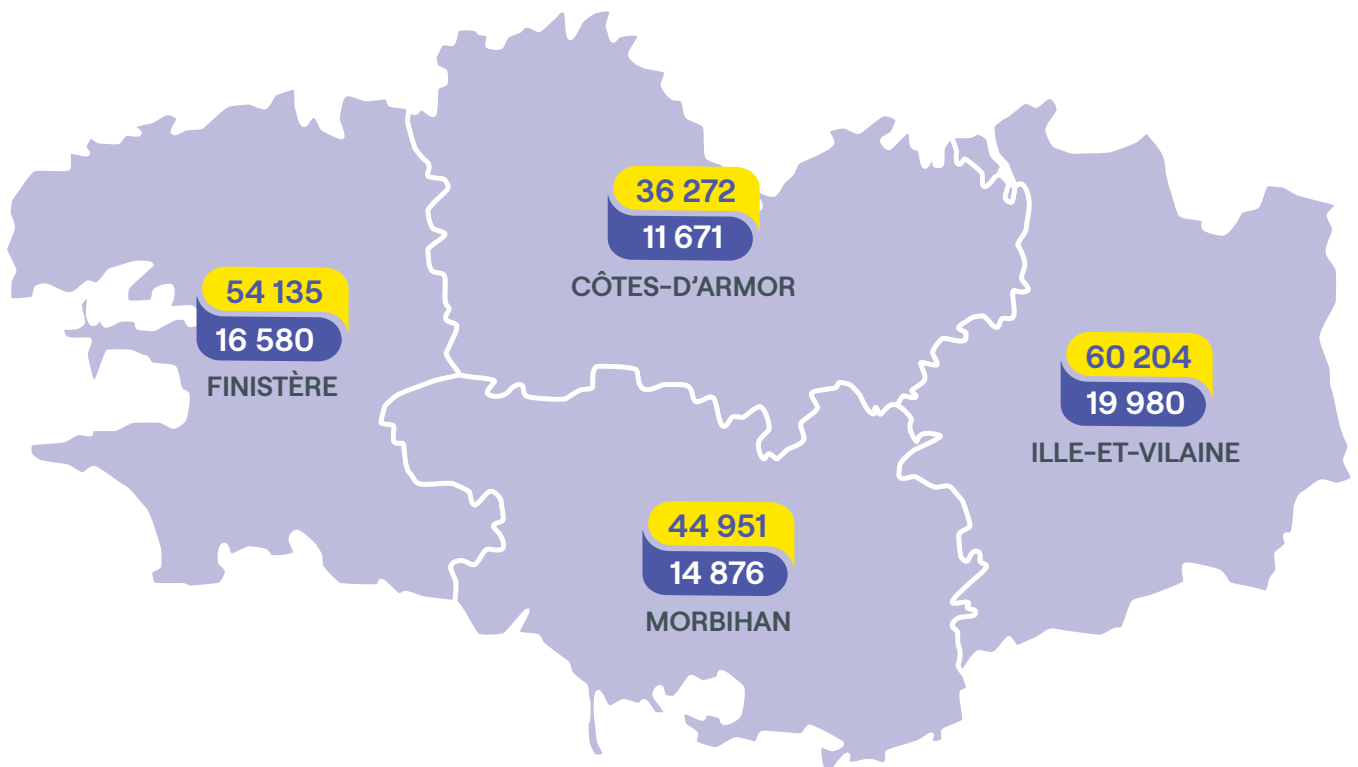 36 272
11 671
CÔTES-D'ARMOR
54 135
16 580
FINISTÈRE
60 204
19 980
ILLE-ET-VILAINE
44 951
14 876
MORBIHAN